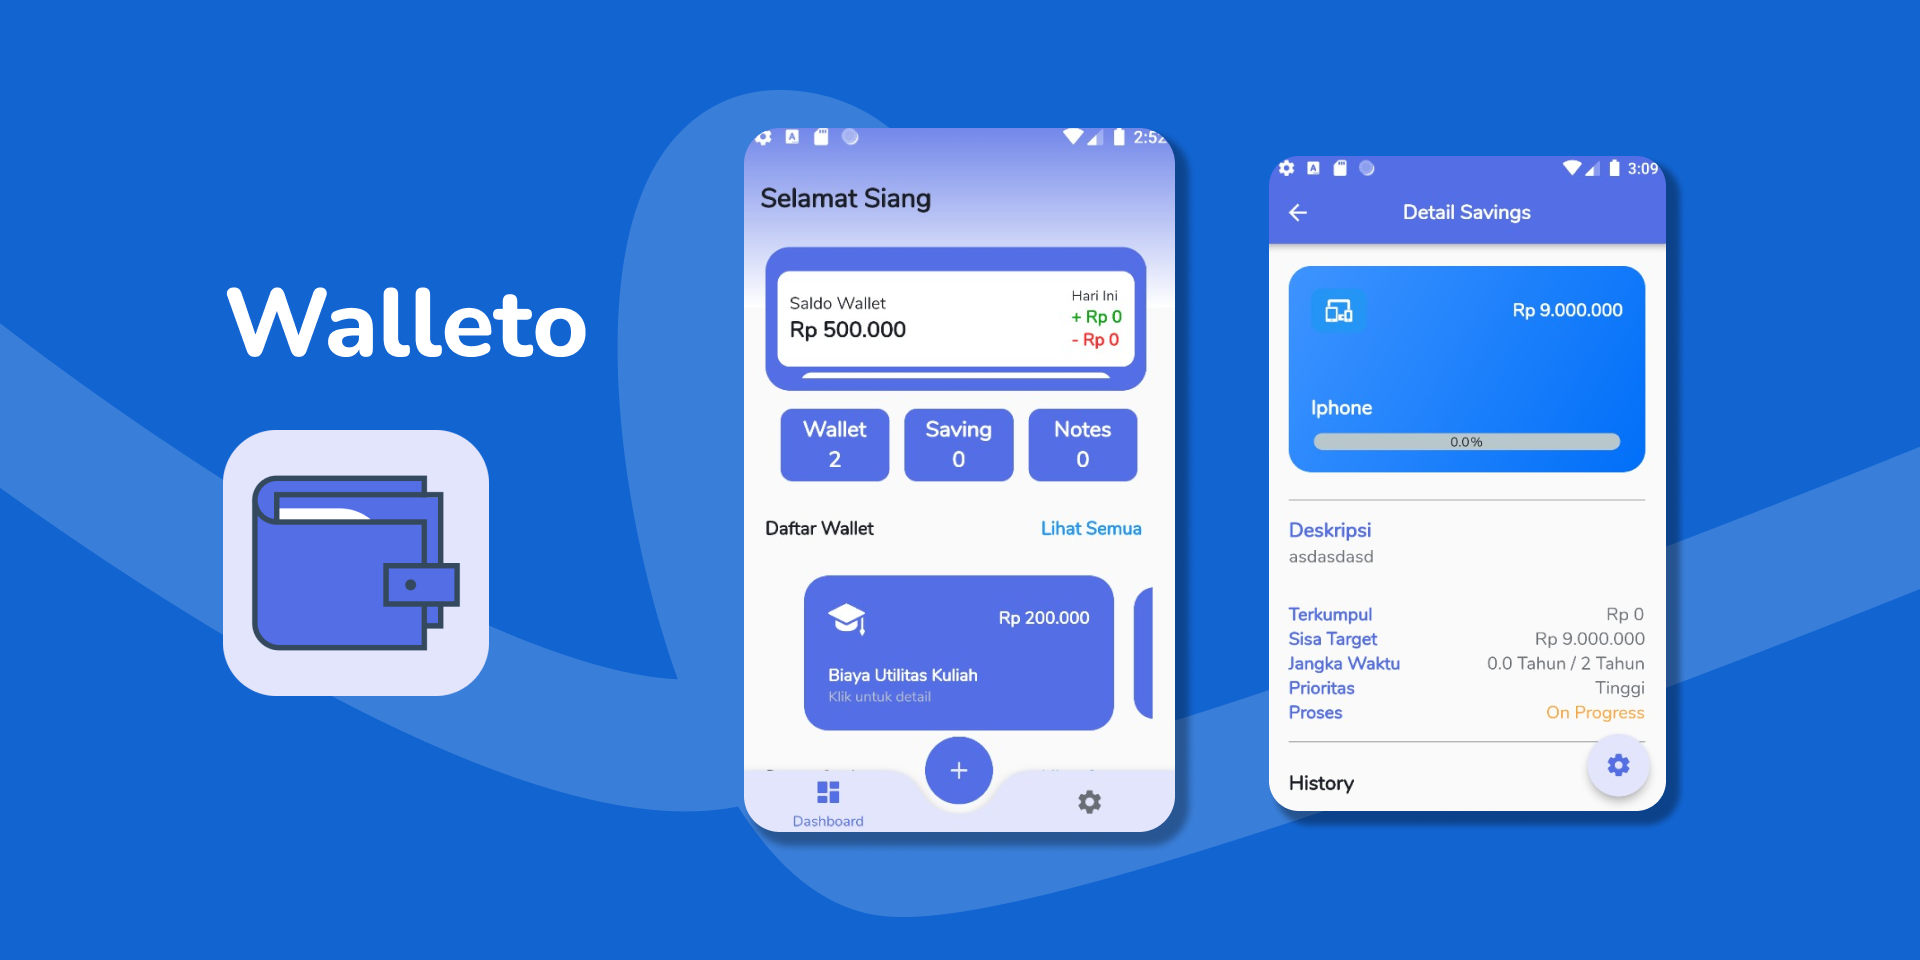 Walleto
2:52
Selamat Siang
Saldo Wallet
Rp 500.000
Hari Ini
+ Rp 0
- Rp 0
Wallet
2
Saving
0
Notes
0
Daftar Wallet
Lihat Semua
Rp 200.000
Biaya Utilitas Kuliah
Klik untuk detail
Dashboard
3:09
Detail Savings
Rp 9.000.000
Iphone
0.0%
Deskripsi
asdasdasd
Terkumpul Rp 0
Sisa Target Rp 9.000.000
Jangka Waktu 0.0 Tahun / 2 Tahun
Prioritas Tinggi
Proses On Progress
History